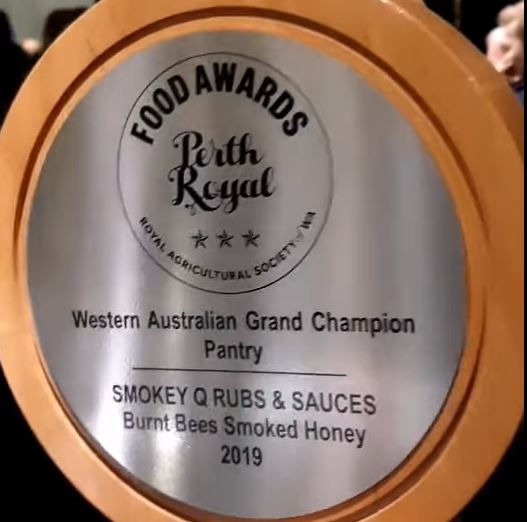 FOOD AWARDS
Perth
Royal
ROYAL AGRICULTURAL SOCIETY of WA
Western Australian Grand Champion
Pantry
SMOKEY Q RUBS & SAUCES
Burnt Bees Smoked Honey
2019